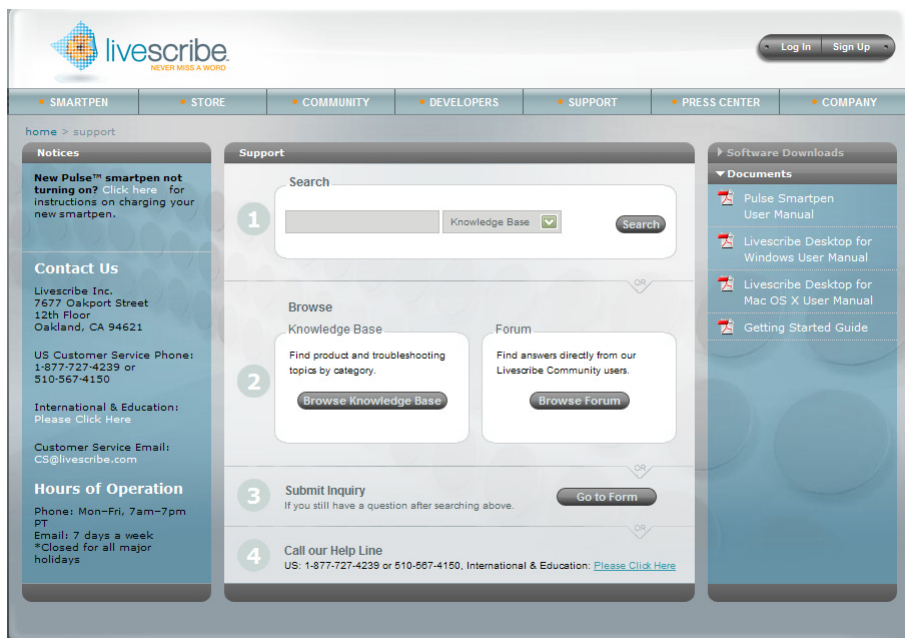 livescribe
NEVER MISS A WORD
Log In
Sign Up
SMARTPEN
STORE
COMMUNITY
DEVELOPERS
SUPPORT
PRESS CENTER
COMPANY
home > support
Notices
New Pulse™ smartpen not
turning on? Click here for
instructions on charging your
new smartpen.
Contact Us
Livescribe Inc.
7677 Oakport Street
12th Floor
Oakland, CA 94621
US Customer Service Phone:
1-877-727-4239 or
510-567-4150
International & Education:
Please Click Here
Customer Service Email:
CS@livescribe.com
Hours of Operation
Phone: Mon–Fri, 7am–7pm
PT
Email: 7 days a week
*Closed for all major
holidays
Support
Search
1
Knowledge Base
Search
OR
Browse
2
Knowledge Base
Find product and troubleshooting
topics by category.
Browse Knowledge Base
Forum
Find answers directly from our
Livescribe Community users.
Browse Forum
OR
3
Submit Inquiry
If you still have a question after searching above.
Go to Form
OR
4
Call our Help Line
US: 1-877-727-4239 or 510-567-4150, International & Education: Please Click Here
Software Downloads
Documents
Pulse Smartpen
User Manual
Livescribe Desktop for
Windows User Manual
Livescribe Desktop for
Mac OS X User Manual
Getting Started Guide